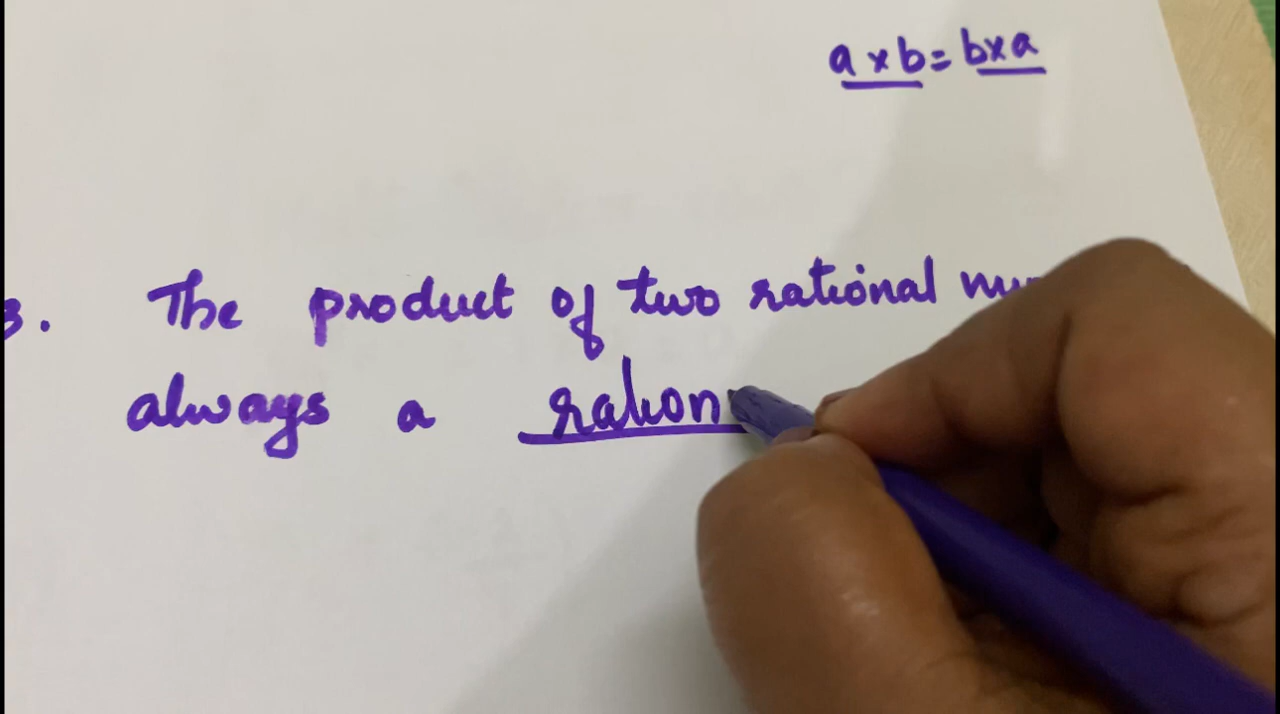 a × b = b × a
3. The product of two rational
always a ration